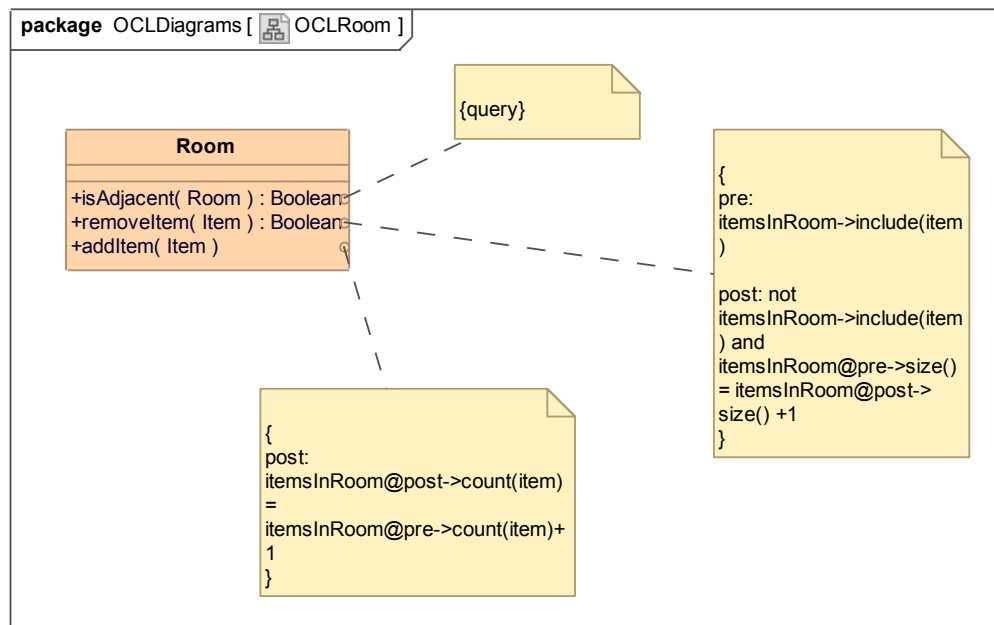 package OCLDiagrams [ OCLRoom ]
{query}
Room
+isAdjacent( Room ) : Boolean
+removeItem( Item ) : Boolean
+addItem( Item )
{
pre:
itemsInRoom->include(item
)
post: not
itemsInRoom->include(item
) and
itemsInRoom@pre->size()
= itemsInRoom@post->
size() +1
}
{
post:
itemsInRoom@post->count(item)
=
itemsInRoom@pre->count(item)+
1
}